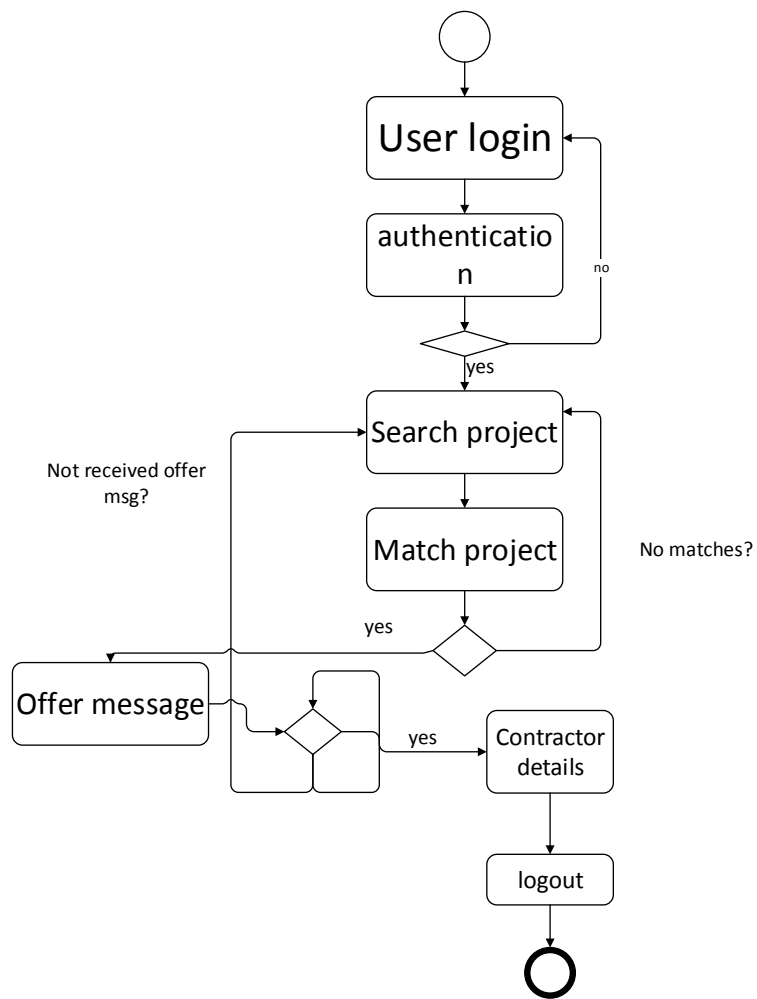 User login
authenticatio
n
no
yes
Search project
Not received offer
msg?
Match project
No matches?
yes
Offer message
yes
Contractor
details
logout